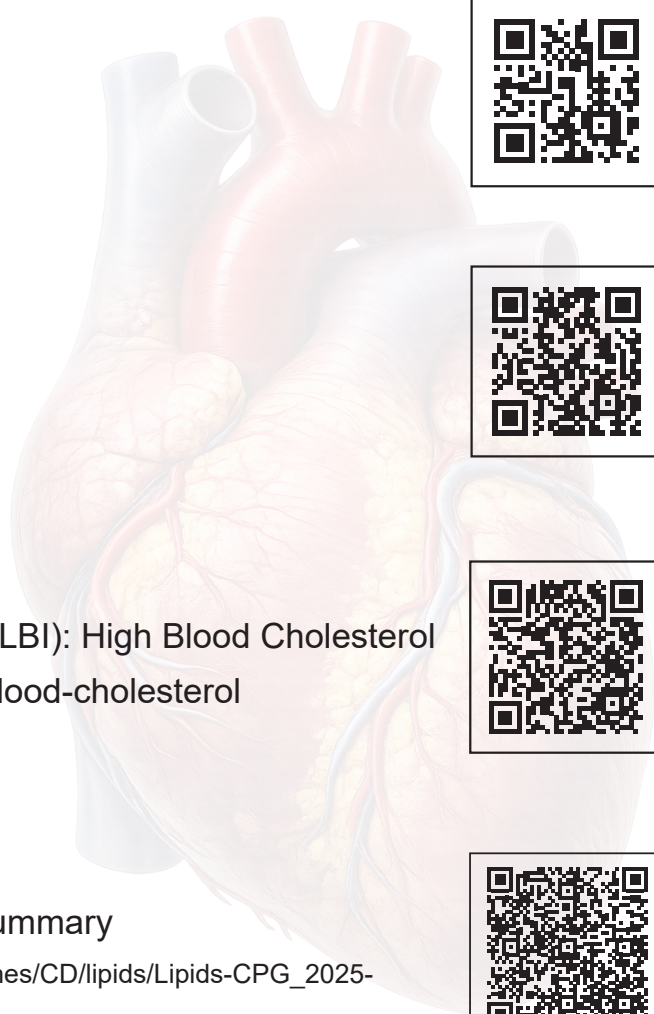 LBI): High Blood Cholesterol
lood-cholesterol
ummary
nes/CD/lipids/Lipids-CPG_2025-